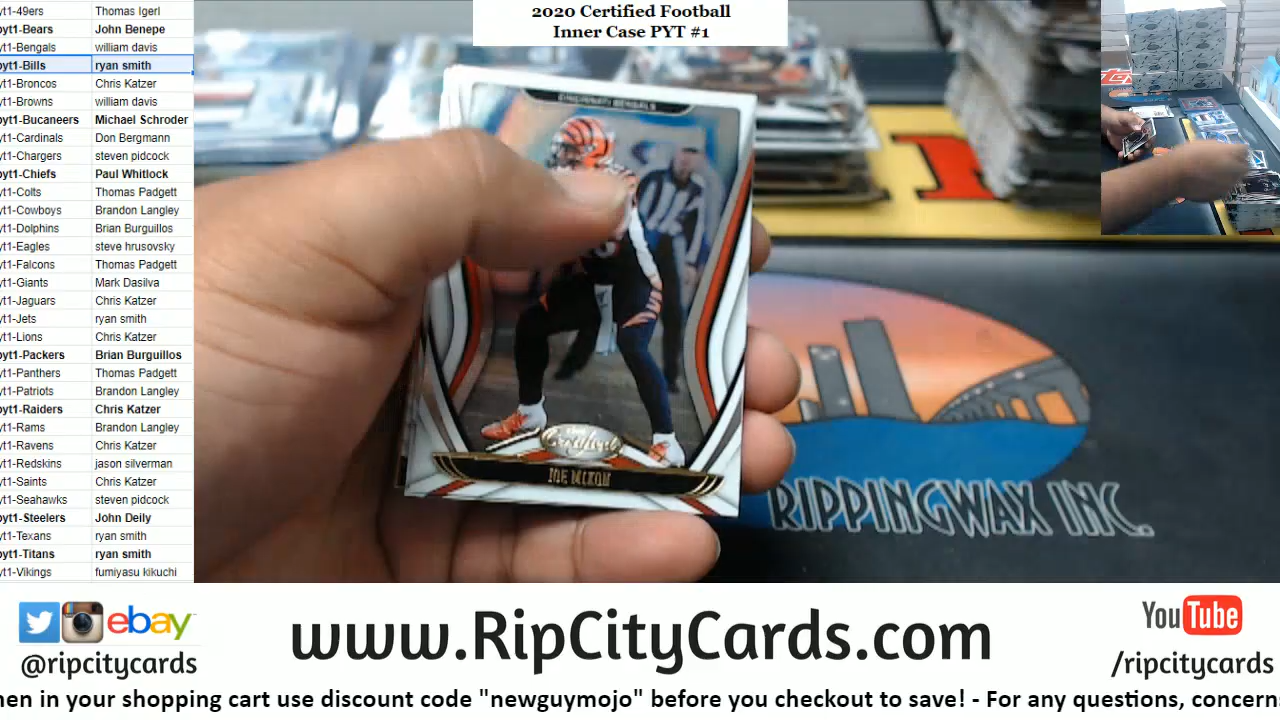 2020 Certified Football
Inner Case PYT #1
yt1-49ers Thomas Igerl
pyt1-Bears John Benepe
yt1-Bengals william davis
pyt1-Bills ryan smith
yt1-Broncos Chris Katzer
yt1-Browns william davis
pyt1-Bucaneers Michael Schroder
yt1-Cardinals Don Bergmann
yt1-Chargers steven pidcock
pyt1-Chiefs Paul Whitlock
yt1-Colts Thomas Padgett
yt1-Cowboys Brandon Langley
yt1-Dolphins Brian Burguillos
yt1-Eagles steve hrusovsky
yt1-Falcons Thomas Padgett
yt1-Giants Mark Dasilva
yt1-Jaguars Chris Katzer
yt1-Jets ryan smith
yt1-Lions Chris Katzer
pyt1-Packers Brian Burguillos
yt1-Panthers Thomas Padgett
yt1-Patriots Brandon Langley
pyt1-Raiders Chris Katzer
yt1-Rams Brandon Langley
yt1-Ravens Chris Katzer
yt1-Redskins jason silverman
yt1-Saints Chris Katzer
yt1-Seahawks steven pidcock
pyt1-Steelers John Deily
yt1-Texans ryan smith
pyt1-Titans ryan smith
yt1-Vikings fumiyasu kikuchi
CINCINNATI BENGALS
Certified
JOE MIXON
RIPPINGWAX INC.
ebay
@ripcitycards
www.RipCityCards.com
YouTube
/ripcitycards
hen in your shopping cart use discount code "newguymojo" before you checkout to save! - For any questions, concerns